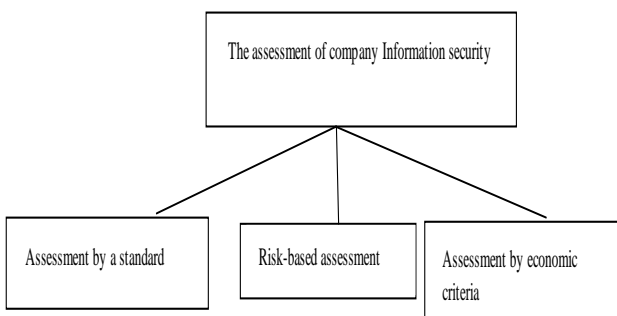 The assessment of company Information security
Assessment by a standard
Risk-based assessment
Assessment by economic
criteria